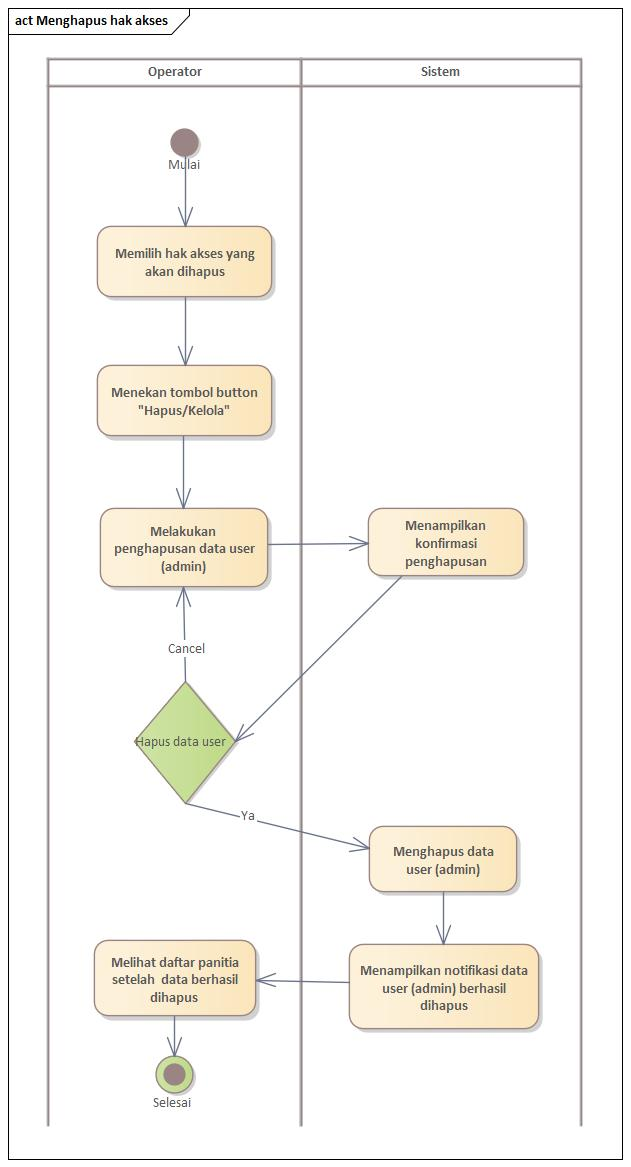 act Menghapus hak akses
Operator
Sistem
Mulai
Memilih hak akses yang
akan dihapus
Menekan tombol button
"Hapus/Kelola"
Melakukan
penghapusan data user
(admin)
Menampilkan
konfirmasi
penghapusan
Cancel
Hapus data user
Ya
Menghapus data
user (admin)
Menampilkan notifikasi data
user (admin) berhasil
dihapus
Melihat daftar panitia
setelah  data berhasil
dihapus
Selesai